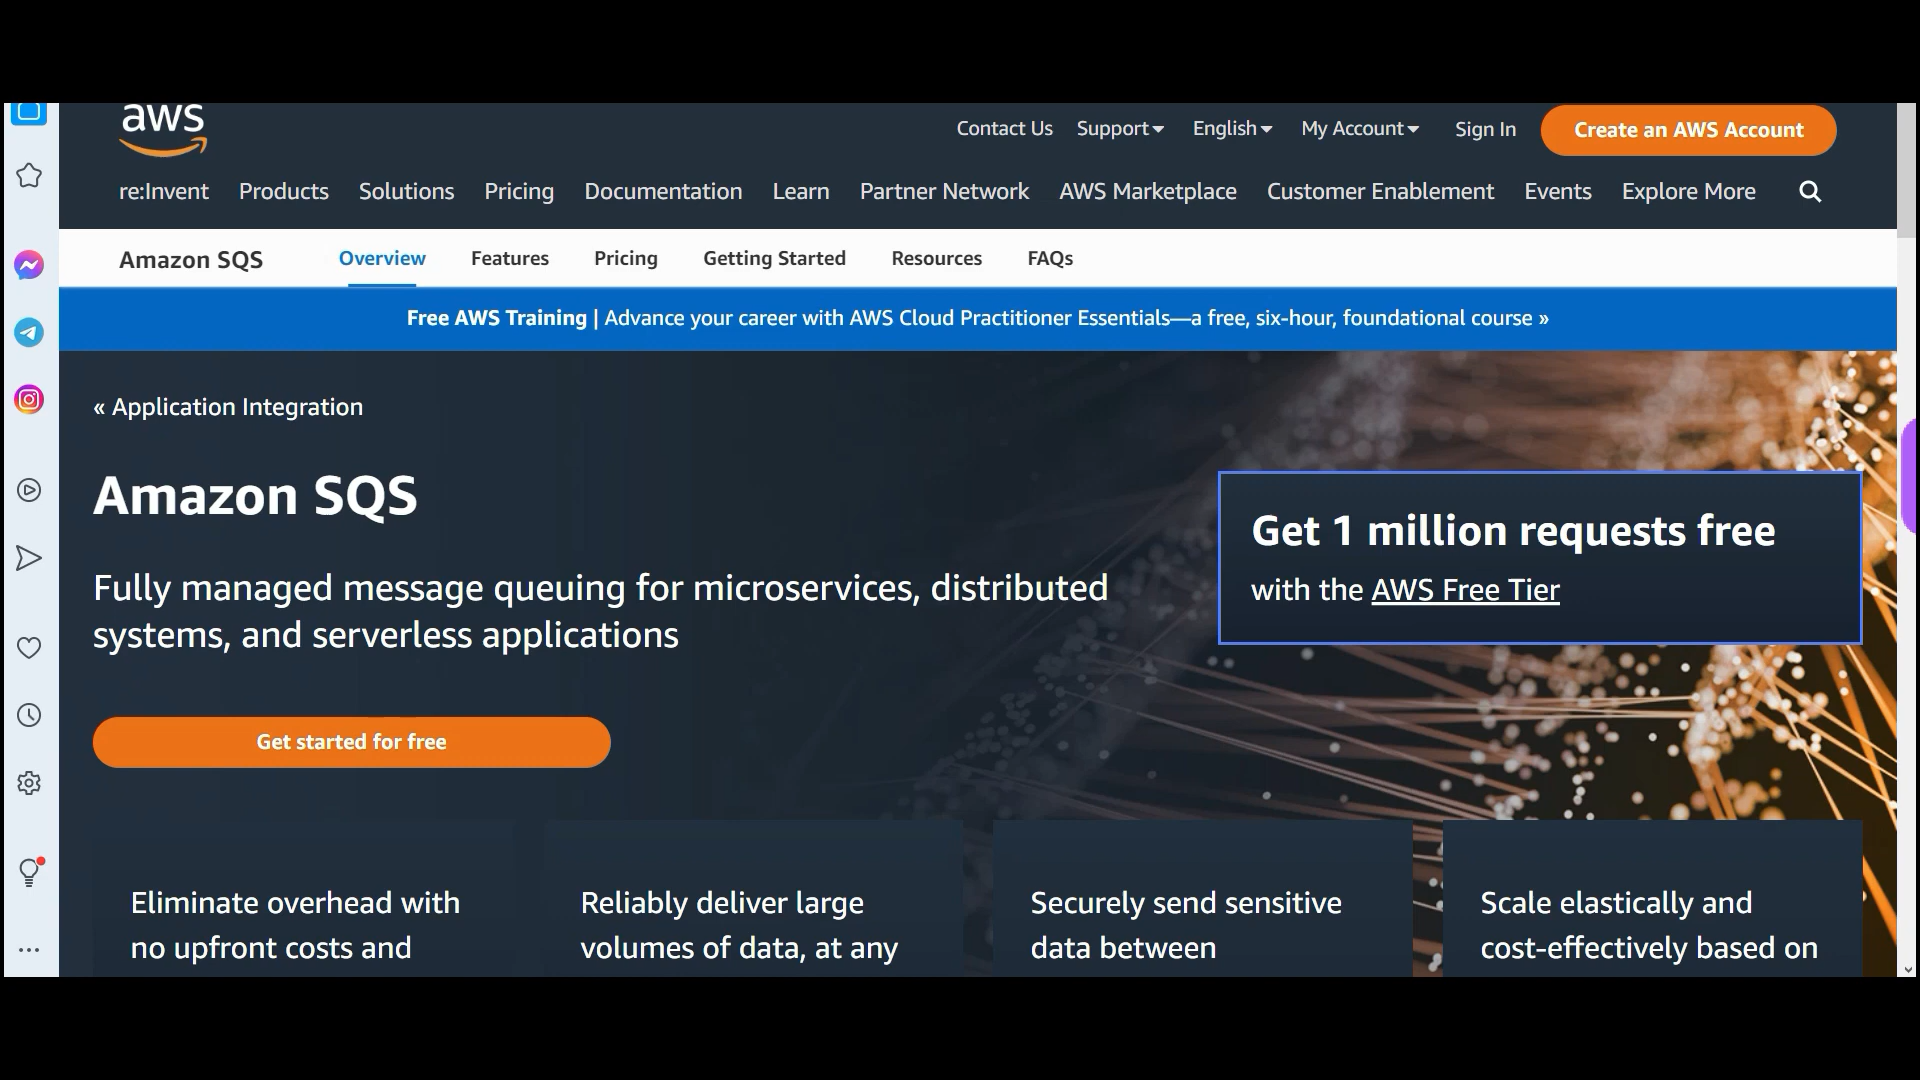 aws
Contact Us Support English My Account Sign In Create an AWS Account
re:Invent Products Solutions Pricing Documentation Learn Partner Network AWS Marketplace Customer Enablement Events Explore More
Amazon SQS Overview Features Pricing Getting Started Resources FAQs
Free AWS Training | Advance your career with AWS Cloud Practitioner Essentials—a free, six-hour, foundational course »
« Application Integration
Amazon SQS
Fully managed message queuing for microservices, distributed
systems, and serverless applications
Get started for free
Get 1 million requests free
with the AWS Free Tier
Eliminate overhead with
no upfront costs and
Reliably deliver large
volumes of data, at any
Securely send sensitive
data between
Scale elastically and
cost-effectively based on